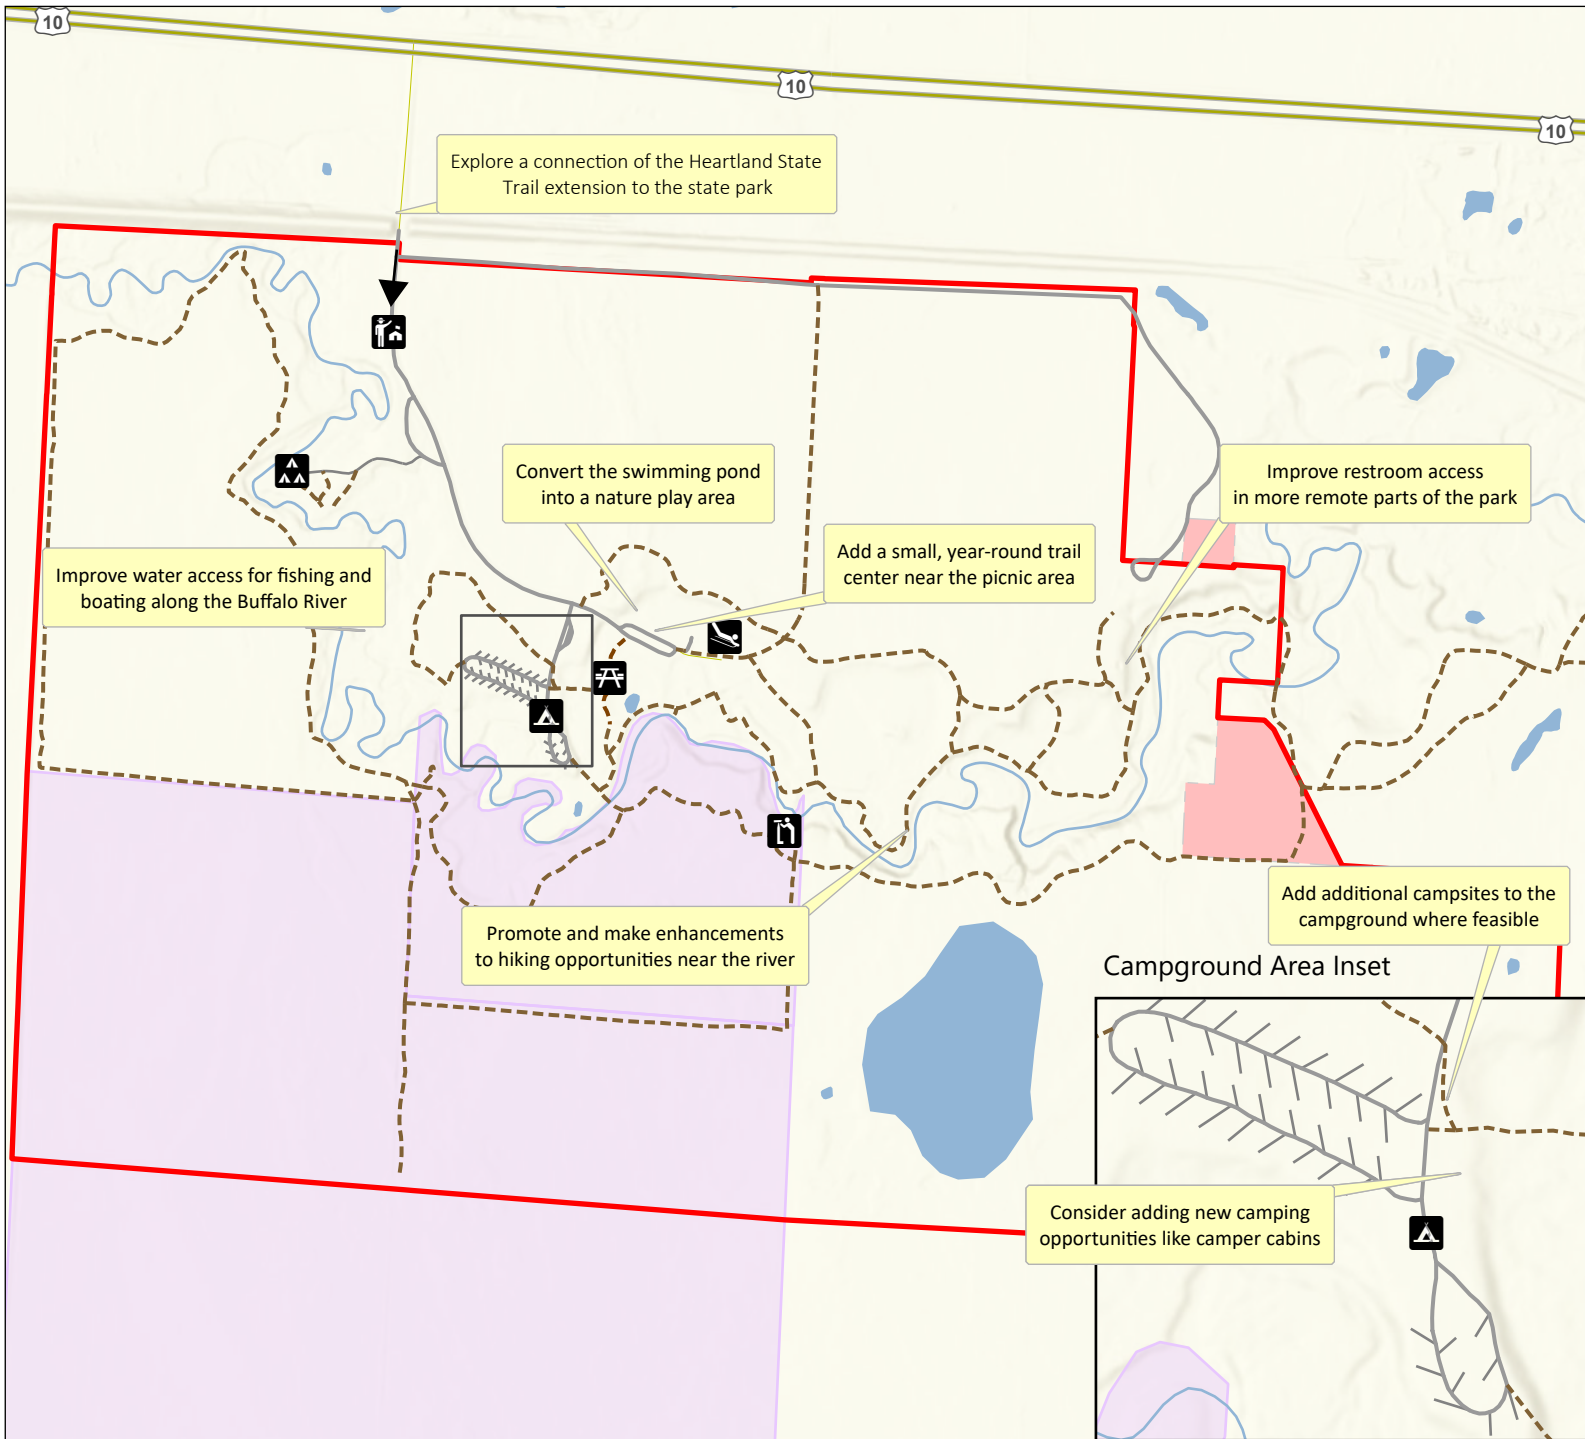 10
10
10
Explore a connection of the Heartland State
Trail extension to the state park
Convert the swimming pond
into a nature play area
Improve restroom access
in more remote parts of the park
Add a small, year-round trail
center near the picnic area
Improve water access for fishing and
boating along the Buffalo River
Promote and make enhancements
to hiking opportunities near the river
Add additional campsites to the
campground where feasible
Campground Area Inset
Consider adding new camping
opportunities like camper cabins